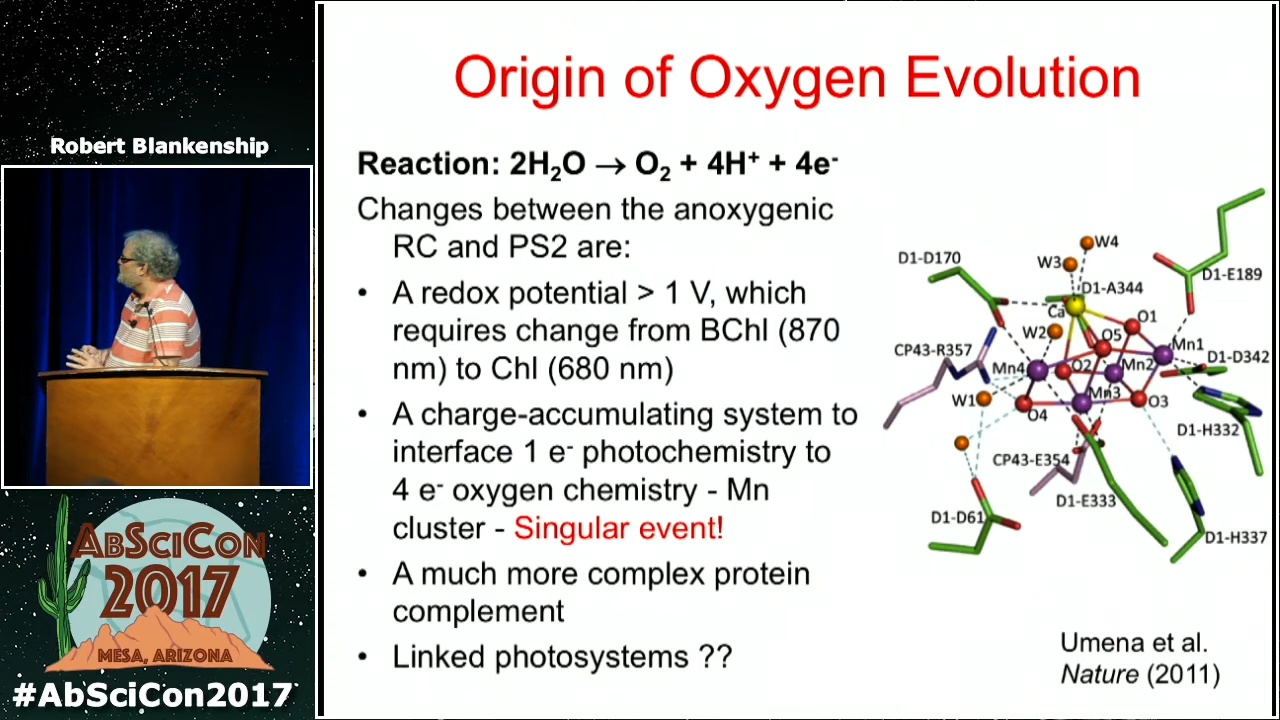 Robert Blankenship
ABSCICON
2017
MESA, ARIZONA
#AbSciCon2017
Origin of Oxygen Evolution
Reaction: 2H₂O → O₂ + 4H⁺ + 4e⁻
Changes between the anoxygenic
RC and PS2 are:
• A redox potential > 1 V, which
requires change from BChl (870
nm) to Chl (680 nm)
• A charge-accumulating system to
interface 1 e⁻ photochemistry to
4 e⁻ oxygen chemistry - Mn
cluster - Singular event!
• A much more complex protein
complement
• Linked photosystems ??
W4
D1-D170
W3
D1-E189
D1-A344
Ca
O1
W2
O5
CP43-R357
Mn1
D1-D342
Mn4
O2
Mn2
W1
Mn3
O3
O4
D1-H332
CP43-E354
D1-E333
D1-D61
D1-H337
Umena et al.
Nature (2011)